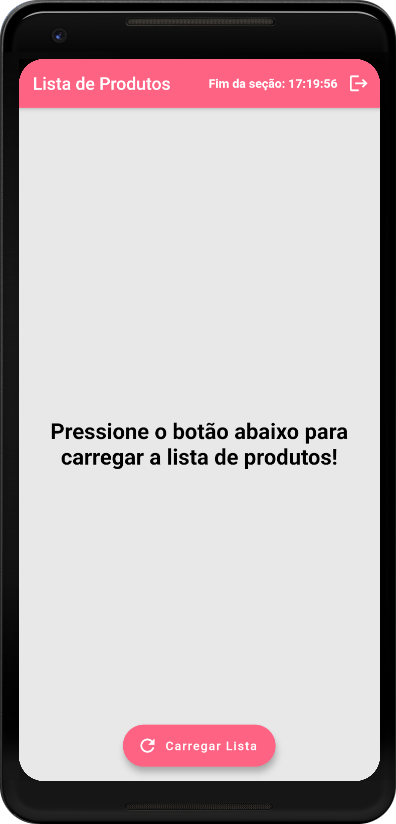 Lista de Produtos
Fim da seção: 17:19:56
Pressione o botão abaixo para
carregar a lista de produtos!
Carregar Lista